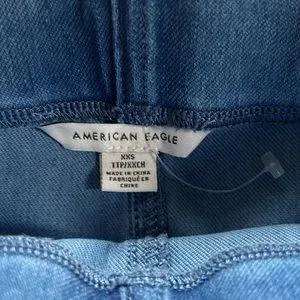 AMERICAN EAGLE
XXS
TTP/XXCH
MADE IN CHINA
FABRIQUÉ EN
CHINE